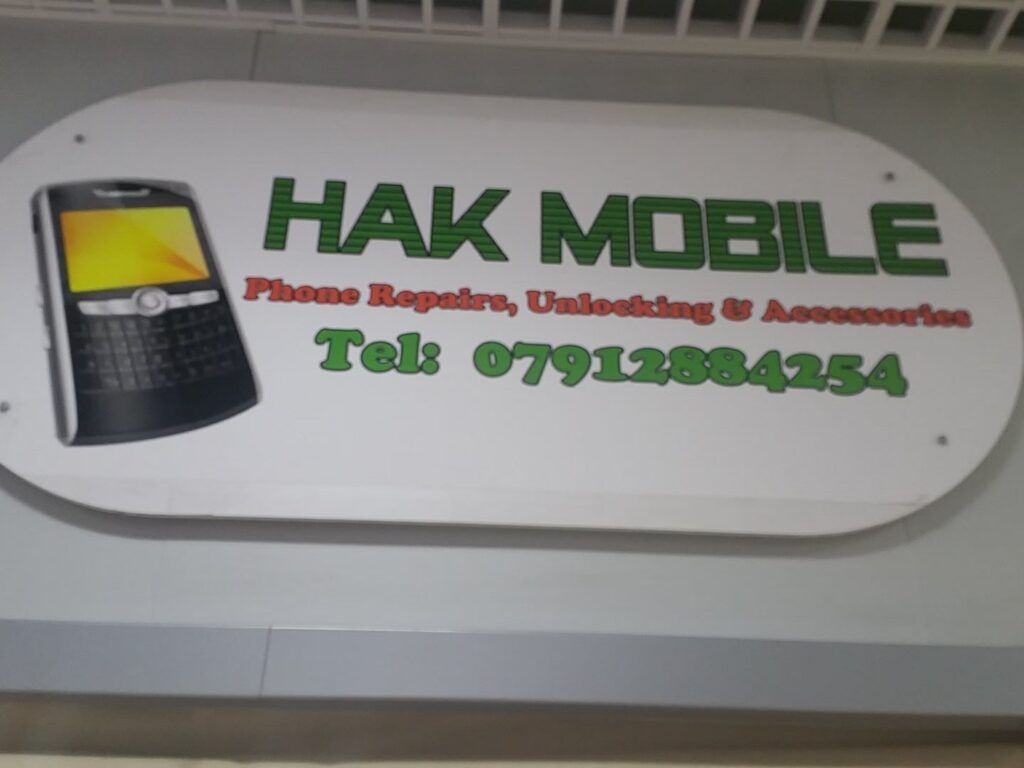 HAK MOBILE
Phone Repairs, Unlocking & Accessories
Tel: 07912884254